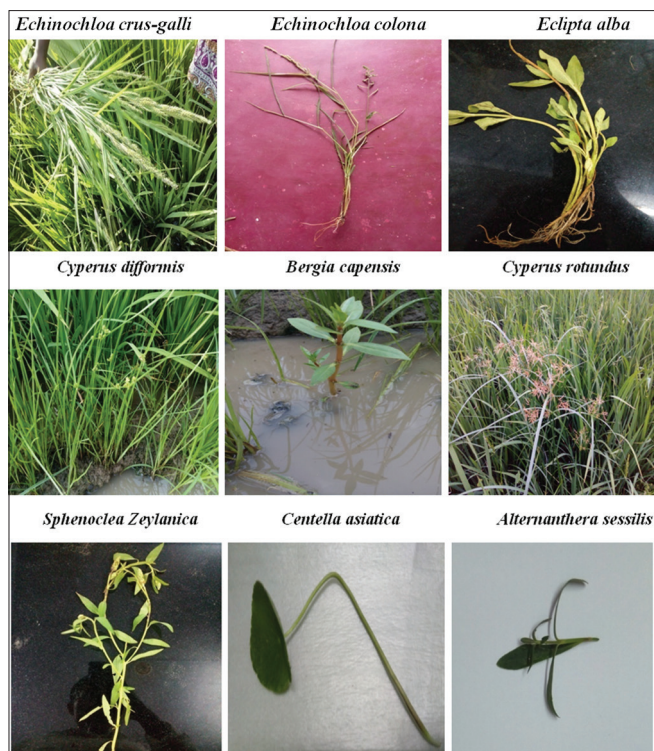 Echinochloa crus-galli Echinochloa colona Eclipta alba
Cyperus difformis Bergia capensis Cyperus rotundus
Sphenoclea Zeylanica Centella asiatica Alternanthera sessilis